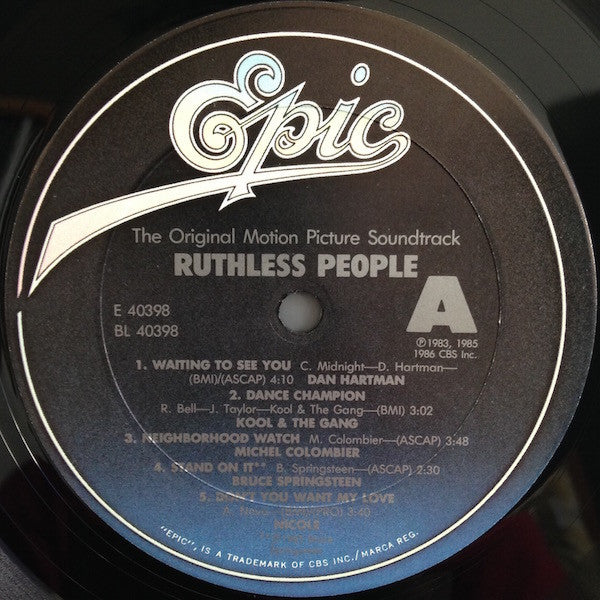 Epic
The Original Motion Picture Soundtrack
RUTHLESS PEOPLE
A
E 40398
BL 40398
℗1983, 1985
1986 CBS Inc.
1. WAITING TO SEE YOU C. Midnight—D. Hartman—
(BMI)/(ASCAP) 4:10 DAN HARTMAN
2. DANCE CHAMPION
R. Bell—J. Taylor—Kool & The Gang—(BMI) 3:02
KOOL & THE GANG
3. NEIGHBORHOOD WATCH M. Colombier—(ASCAP) 3:48
MICHEL COLOMBIER
4. STAND ON IT** B. Springsteen—(ASCAP) 2:30
BRUCE SPRINGSTEEN
5. DON'T YOU WANT MY LOVE
3:40
NICOLE
"EPIC", IS A TRADEMARK OF CBS INC./MARCA REG.